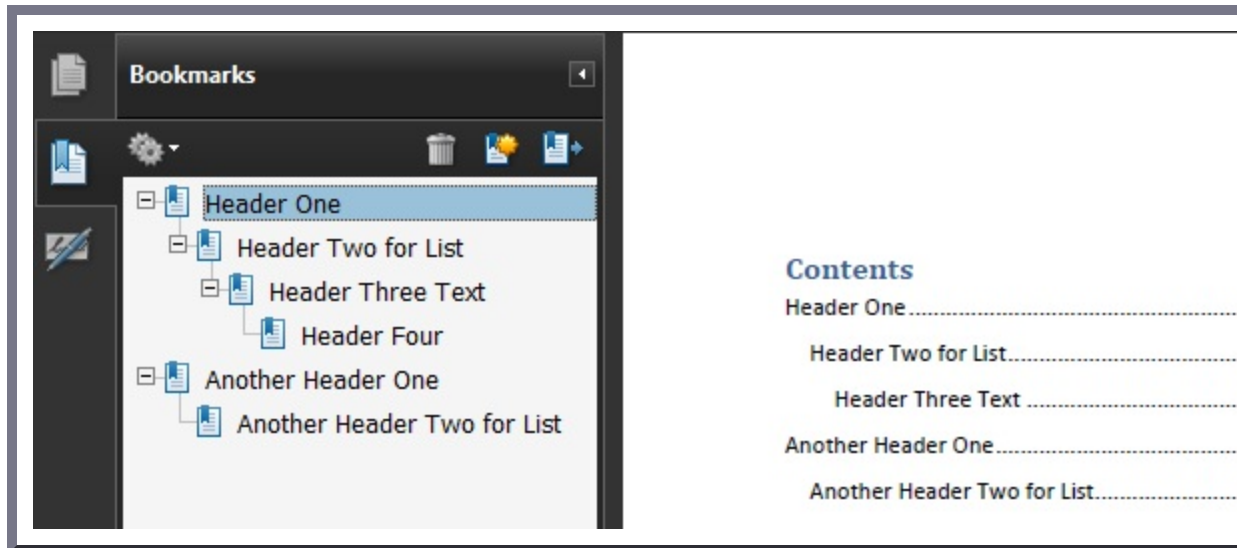 Bookmarks
Header One
Header Two for List
Header Three Text
Header Four
Another Header One
Another Header Two for List
Contents
Header One..........................................................
Header Two for List........................................
Header Three Text ....................................
Another Header One..........................................
Another Header Two for List.........................